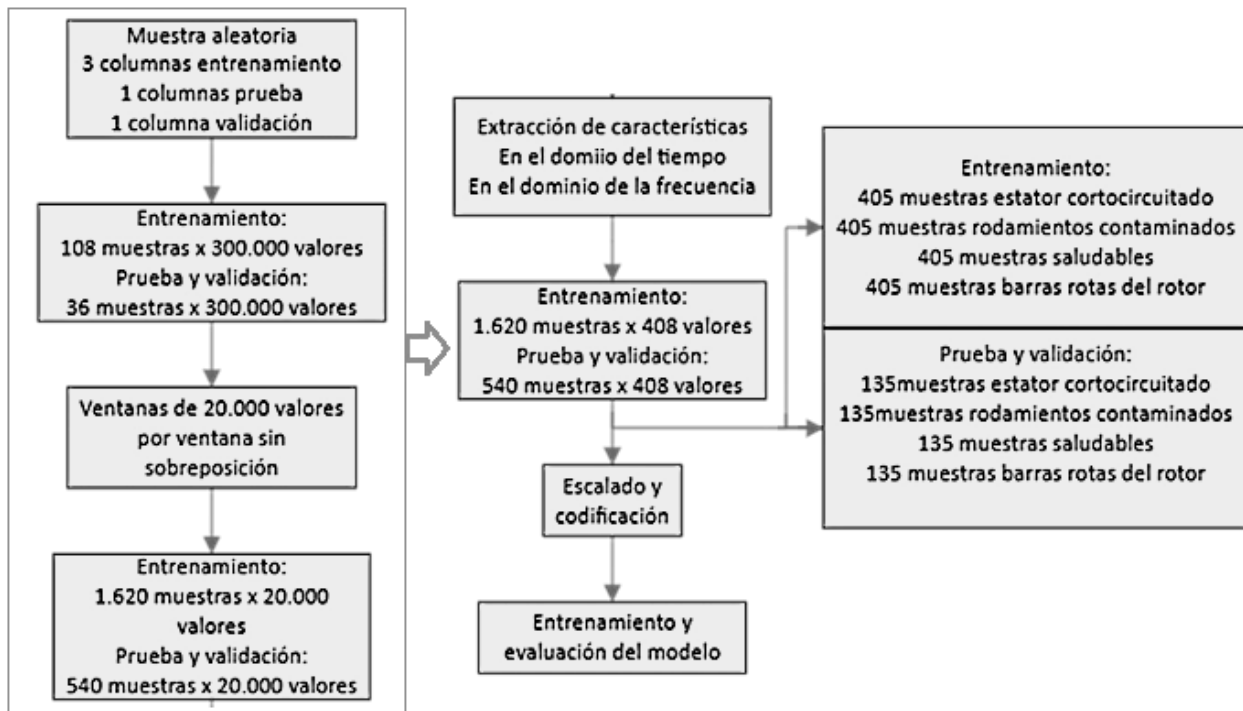 Muestra aleatoria
3 columnas entrenamiento
1 columnas prueba
1 columna validación
Entrenamiento:
108 muestras x 300.000 valores
Prueba y validación:
36 muestras x 300.000 valores
Ventanas de 20.000 valores
por ventana sin
sobreposición
Entrenamiento:
1.620 muestras x 20.000
valores
Prueba y validación:
540 muestras x 20.000 valores
Extracción de características
En el domiio del tiempo
En el dominio de la frecuencia
Entrenamiento:
1.620 muestras x 408 valores
Prueba y validación:
540 muestras x 408 valores
Escalado y
codificación
Entrenamiento y
evaluación del modelo
Entrenamiento:
405 muestras estator cortocircuitado
405 muestras rodamientos contaminados
405 muestras saludables
405 muestras barras rotas del rotor
Prueba y validación:
135muestras estator cortocircuitado
135muestras rodamientos contaminados
135 muestras saludables
135 muestras barras rotas del rotor